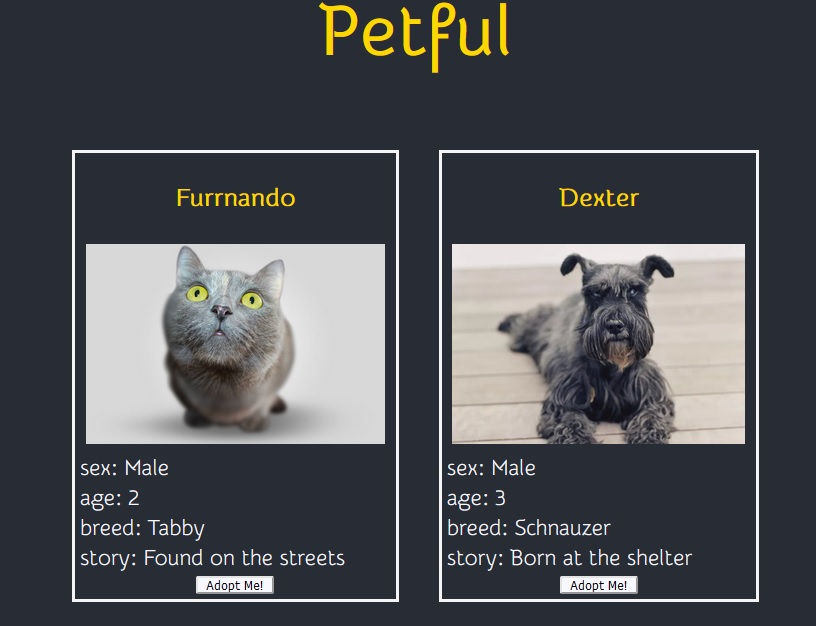 Petful
Furrnando
sex: Male
age: 2
breed: Tabby
story: Found on the streets
Adopt Me!
Dexter
sex: Male
age: 3
breed: Schnauzer
story: Born at the shelter
Adopt Me!